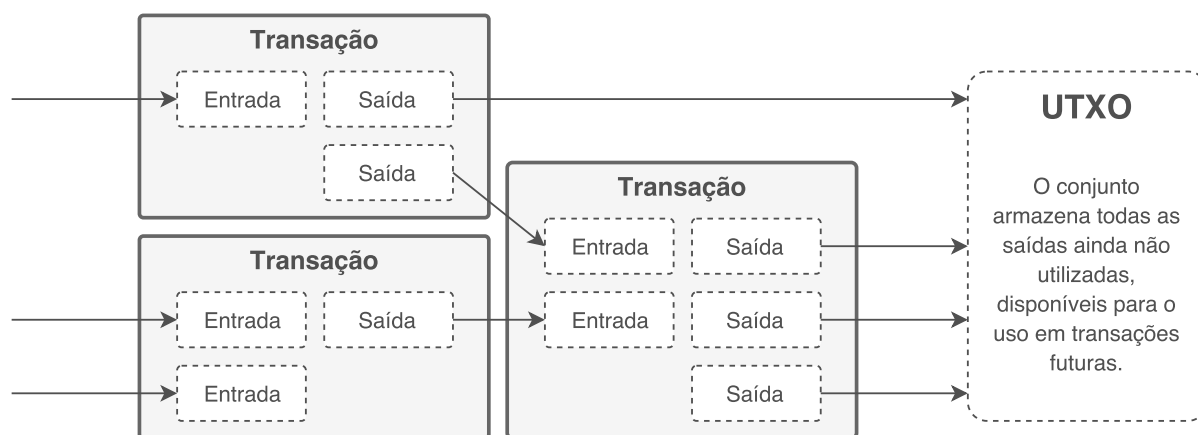 Transação
Entrada
Saída
Saída
Transação
Entrada
Saída
Entrada
Transação
Entrada
Saída
Entrada
Saída
Saída
UTXO
O conjunto
armazena todas as
saídas ainda não
utilizadas,
disponíveis para o
uso em transações
futuras.